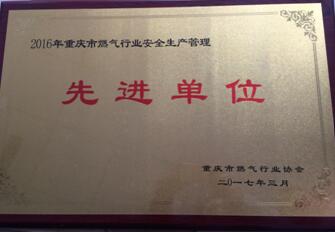 2016年重庆市燃气行业安全生产管理
先进单位
重庆市燃气行业协会
二〇一七年三月